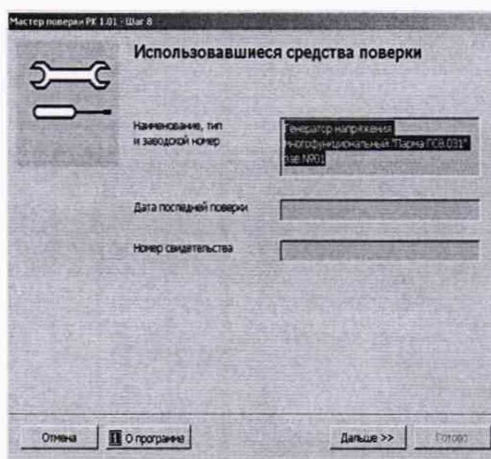 Мастер поверки РК 1.01 - Шаг 8
Использовавшиеся средства поверки
Наименование, тип
и заводской номер
Генератор напряжения
многофункциональный "Парма ГС8.031"
зав №01
Дата последней поверки
Номер свидетельства
Отмена
О программе
Дальше >>
Готово